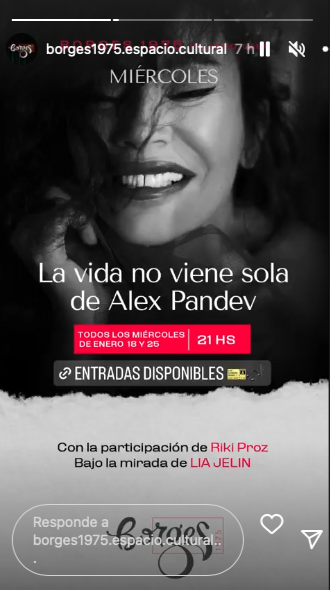 borges1975.espacio.cultural 7 h
MIÉRCOLES
La vida no viene sola
de Alex Pandev
TODOS LOS MIÉRCOLES
DE ENERO 18 Y 25
21 HS
ENTRADAS DISPONIBLES
Con la participación de Riki Proz
Bajo la mirada de LIA JELIN
Responde a
borges1975.espacio.cultural..
.
Borges